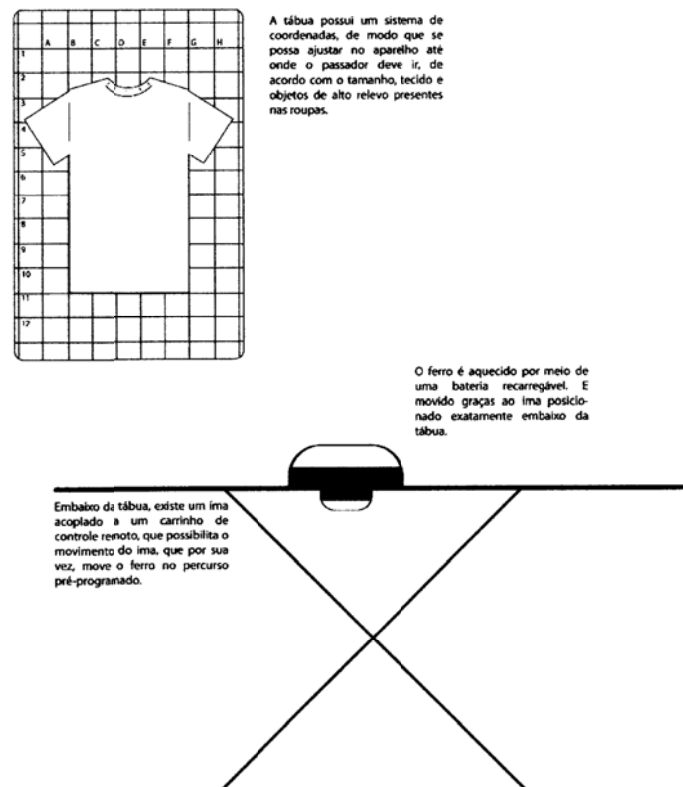 A tábua possui um sistema de
coordenadas, de modo que se
possa ajustar no aparelho até
onde o passador deve ir, de
acordo com o tamanho, tecido e
objetos de alto relevo presentes
nas roupas.
A B C D E F G H
1
2
3
4
5
6
7
8
9
10
11
12
O ferro é aquecido por meio de
uma bateria recarregável. E
movido graças ao ima posicio-
nado exatamente embaixo da
tábua.
Embaixo da tábua, existe um íma
acoplado a um carrinho de
controle remoto, que possibilita o
movimento do ima, que por sua
vez, move o ferro no percurso
pré-programado.